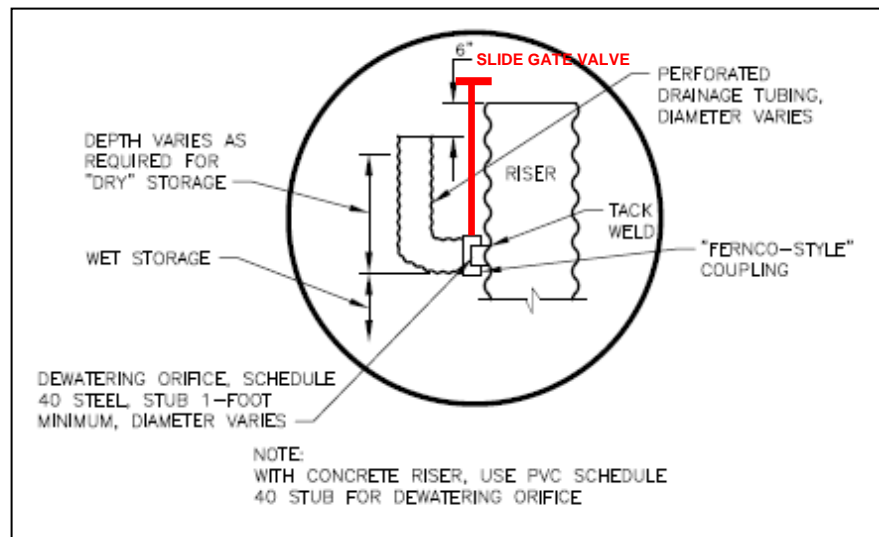 6"
SLIDE GATE VALVE
PERFORATED
DRAINAGE TUBING,
DIAMETER VARIES
DEPTH VARIES AS
REQUIRED FOR
"DRY" STORAGE
RISER
TACK
WELD
WET STORAGE
"FERNCO-STYLE"
COUPLING
DEWATERING ORIFICE, SCHEDULE
40 STEEL, STUB 1-FOOT
MINIMUM, DIAMETER VARIES
NOTE:
WITH CONCRETE RISER, USE PVC SCHEDULE
40 STUB FOR DEWATERING ORIFICE